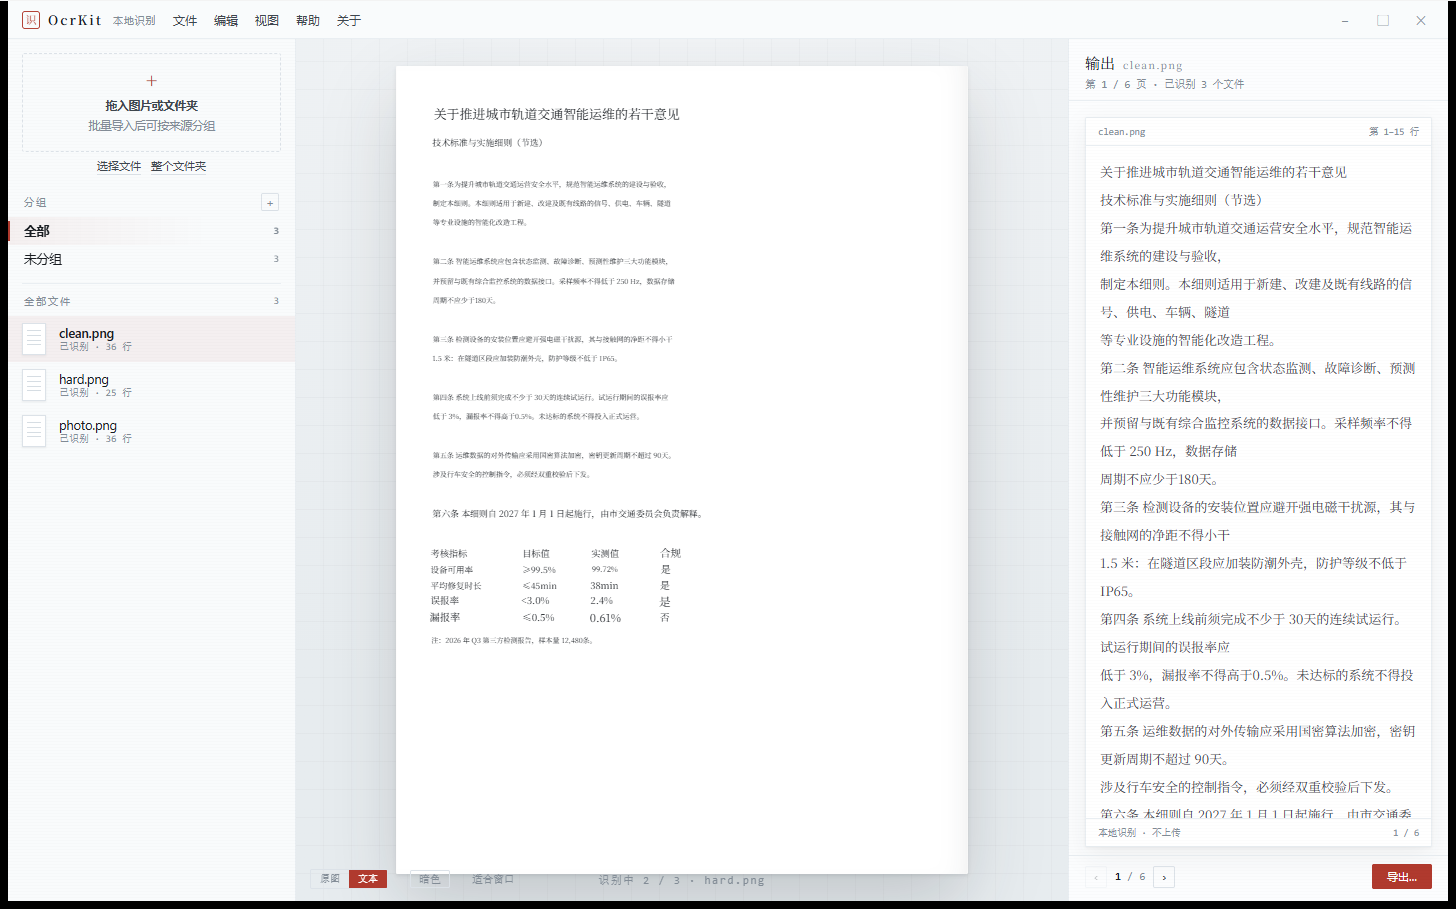 识 OcrKit 本地识别 文件 编辑 视图 帮助 关于
+
拖入图片或文件夹
批量导入后可按来源分组
选择文件 整个文件夹
分组 +
全部 3
未分组 3
全部文件 3
clean.png
已识别 · 36 行
hard.png
已识别 · 25 行
photo.png
已识别 · 36 行
关于推进城市轨道交通智能运维的若干意见
技术标准与实施细则（节选）
第一条为提升城市轨道交通运营安全水平，规范智能运维系统的建设与验收，
制定本细则。本细则适用于新建、改建及既有线路的信号、供电、车辆、隧道
等专业设施的智能化改造工程。
第二条 智能运维系统应包含状态监测、故障诊断、预测性维护三大功能模块，
并预留与既有综合监控系统的数据接口。采样频率不得低于 250 Hz，数据存储
周期不应少于180天。
第三条 检测设备的安装位置应避开强电磁干扰源，其与接触网的净距不得小于
1.5 米：在隧道区段应加装防潮外壳，防护等级不低于 IP65。
第四条 系统上线前须完成不少于 30天的连续试运行。试运行期间的误报率应
低于 3%，漏报率不得高于0.5%。未达标的系统不得投入正式运营。
第五条 运维数据的对外传输应采用国密算法加密，密钥更新周期不超过 90天。
涉及行车安全的控制指令，必须经双重校验后下发。
第六条 本细则自 2027 年 1 月 1 日起施行，由市交通委员会负责解释。
考核指标 目标值 实测值 合规
设备可用率 ≥99.5% 99.72% 是
平均修复时长 ≤45min 38min 是
误报率 <3.0% 2.4% 是
漏报率 ≤0.5% 0.61% 否
注：2026 年 Q3 第三方检测报告，样本量 12,480条。
原图 文本 暗色 适合窗口 识别中 2 / 3 · hard.png
输出 clean.png
第 1 / 6 页 · 已识别 3 个文件
clean.png 第 1–15 行
关于推进城市轨道交通智能运维的若干意见
技术标准与实施细则（节选）
第一条为提升城市轨道交通运营安全水平，规范智能运
维系统的建设与验收，
制定本细则。本细则适用于新建、改建及既有线路的信
号、供电、车辆、隧道
等专业设施的智能化改造工程。
第二条 智能运维系统应包含状态监测、故障诊断、预测
性维护三大功能模块，
并预留与既有综合监控系统的数据接口。采样频率不得
低于 250 Hz，数据存储
周期不应少于180天。
第三条 检测设备的安装位置应避开强电磁干扰源，其与
接触网的净距不得小于
1.5 米：在隧道区段应加装防潮外壳，防护等级不低于
IP65。
第四条 系统上线前须完成不少于 30天的连续试运行。
试运行期间的误报率应
低于 3%，漏报率不得高于0.5%。未达标的系统不得投
入正式运营。
第五条 运维数据的对外传输应采用国密算法加密，密钥
更新周期不超过 90天。
涉及行车安全的控制指令，必须经双重校验后下发。
第六条 本细则自 2027 年 1 月 1 日起施行，由市交通委
本地识别 · 不上传 1 / 6
‹ 1 / 6 ›
导出...